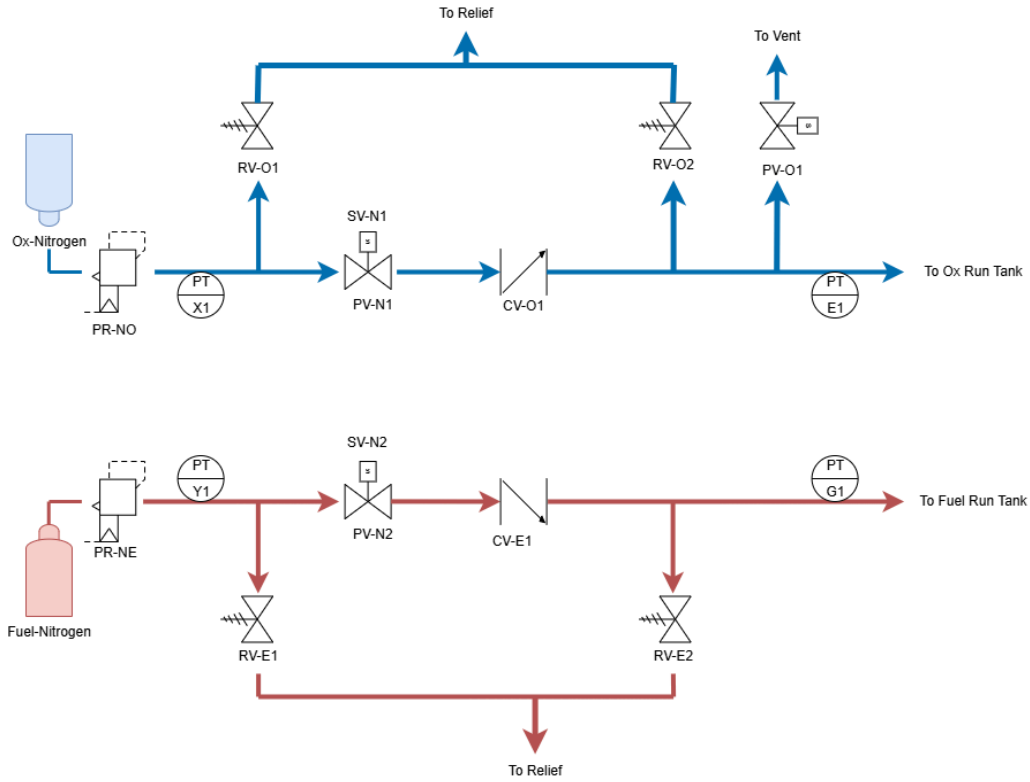 To Relief
To Vent
RV-O1
RV-O2
PV-O1
S
Ox-Nitrogen
SV-N1
S
PR-NO
PT
X1
PV-N1
CV-O1
PT
E1
To Ox Run Tank
SV-N2
S
PT
Y1
PT
G1
To Fuel Run Tank
PR-NE
PV-N2
CV-E1
Fuel-Nitrogen
RV-E1
RV-E2
To Relief